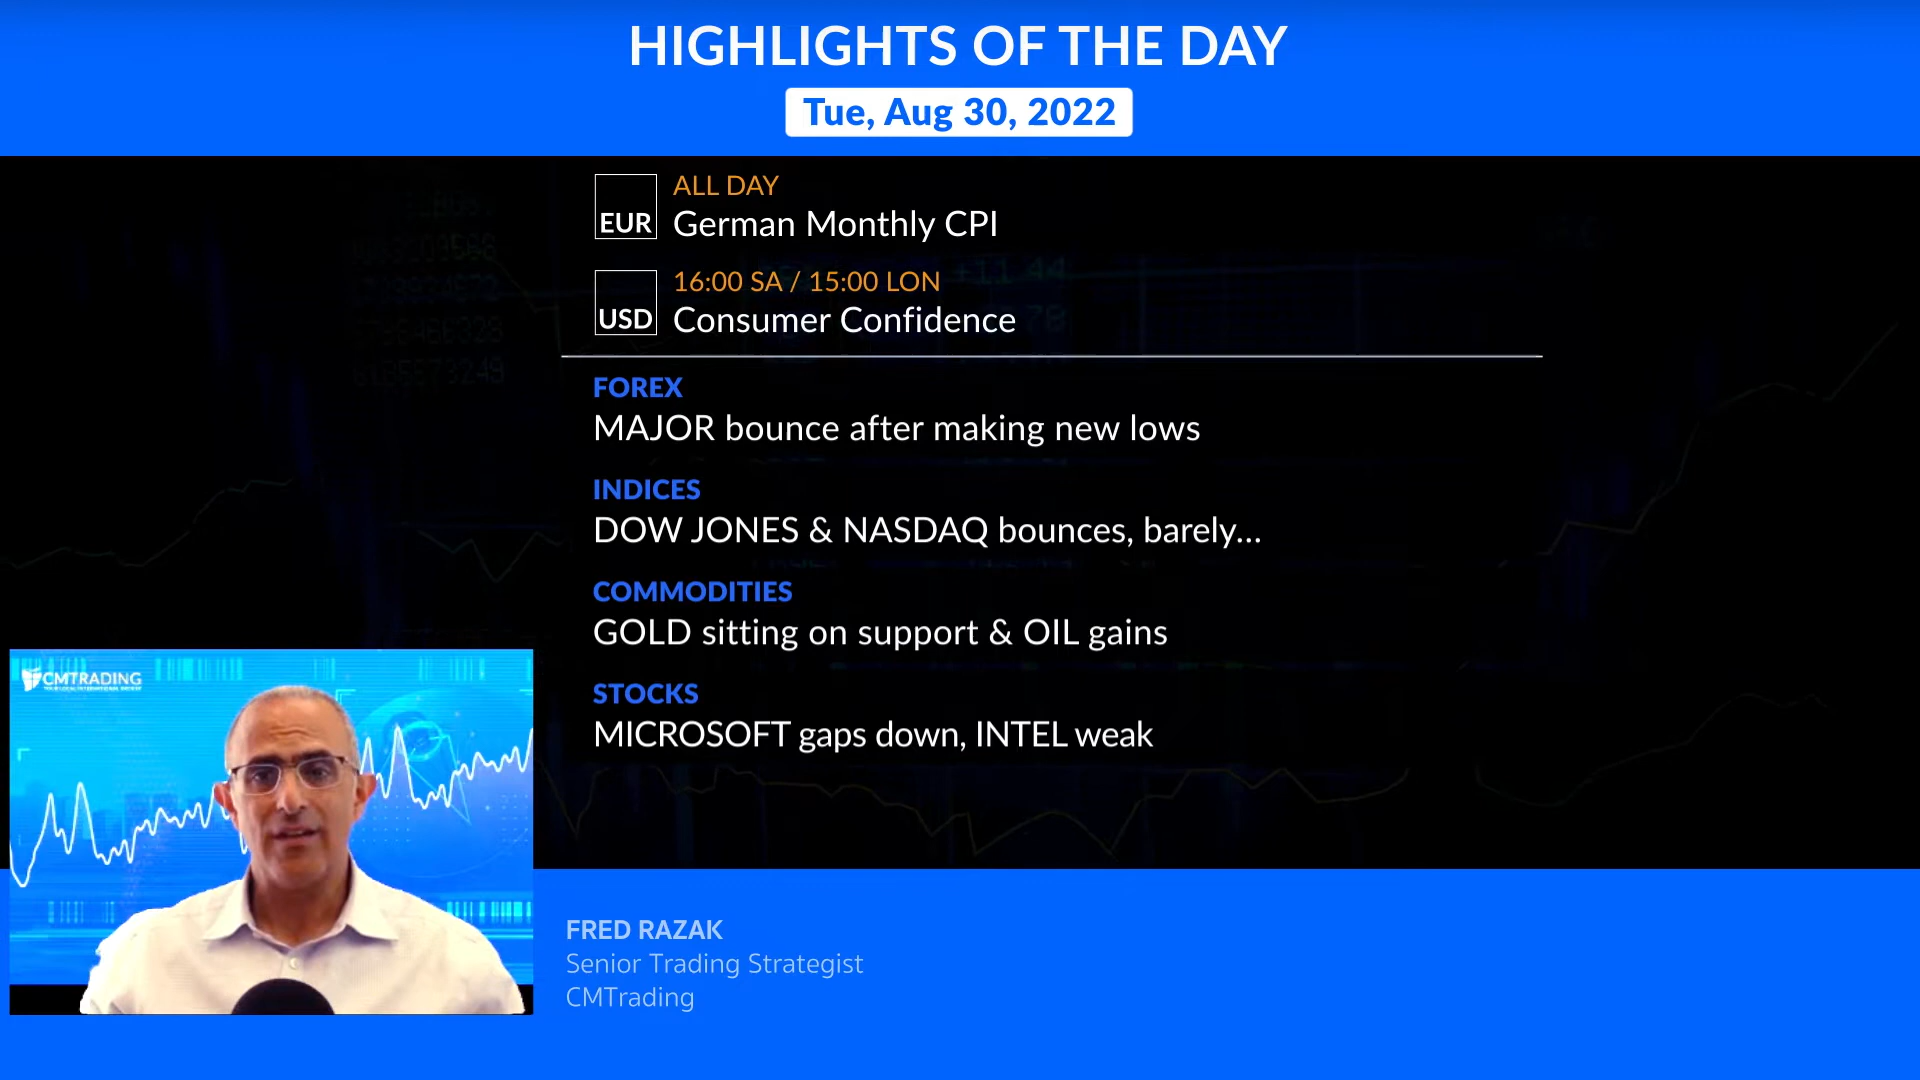 HIGHLIGHTS OF THE DAY
Tue, Aug 30, 2022
ALL DAY
EUR
German Monthly CPI
16:00 SA / 15:00 LON
USD
Consumer Confidence
FOREX
MAJOR bounce after making new lows
INDICES
DOW JONES & NASDAQ bounces, barely...
COMMODITIES
GOLD sitting on support & OIL gains
STOCKS
MICROSOFT gaps down, INTEL weak
CMTRADING
FRED RAZAK
Senior Trading Strategist
CMTrading